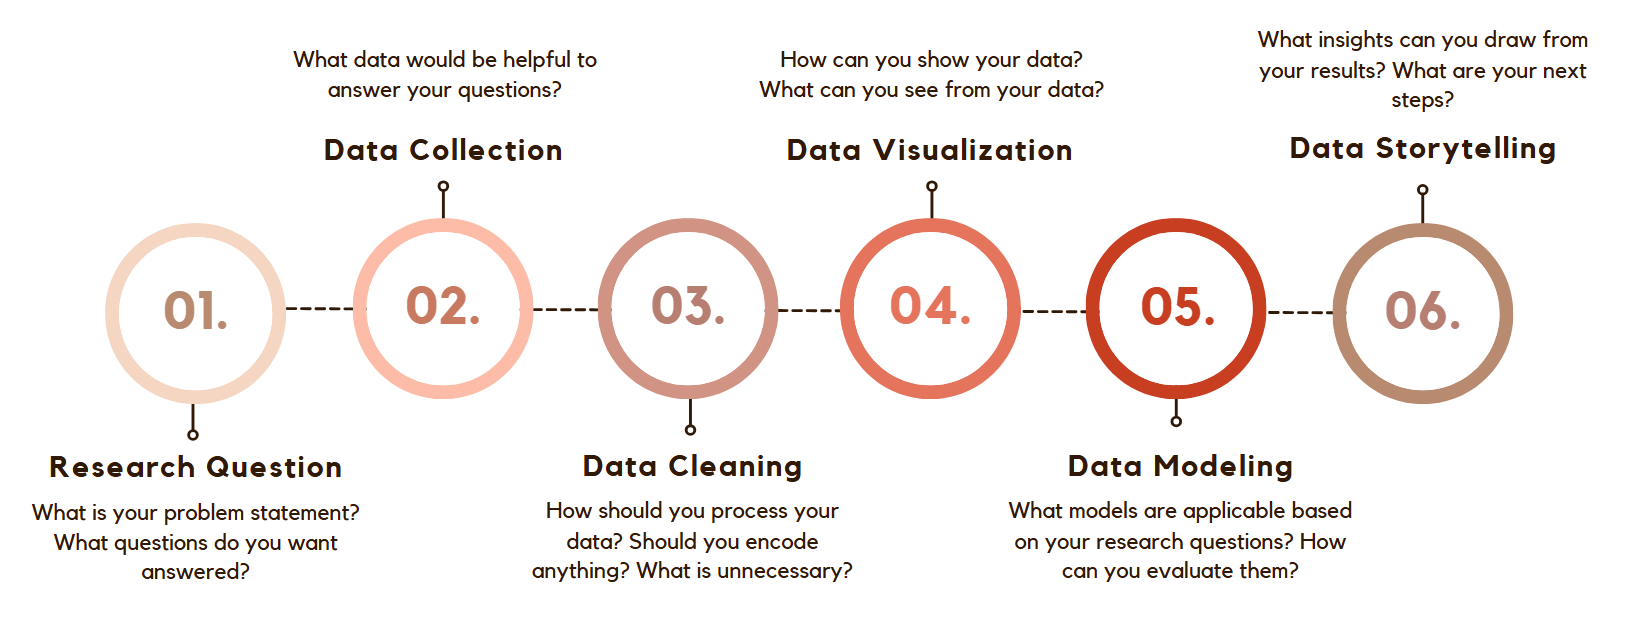 01.
Research Question
What is your problem statement?
What questions do you want
answered?
What data would be helpful to
answer your questions?
Data Collection
02.
03.
Data Cleaning
How should you process your
data? Should you encode
anything? What is unnecessary?
How can you show your data?
What can you see from your data?
Data Visualization
04.
05.
Data Modeling
What models are applicable based
on your research questions? How
can you evaluate them?
What insights can you draw from
your results? What are your next
steps?
Data Storytelling
06.